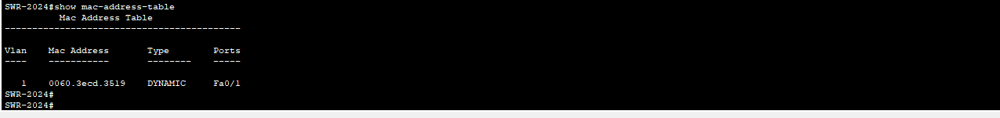 SWR-2024#show mac-address-table
Mac Address Table
-------------------------------------------
Vlan    Mac Address       Type        Ports
----    -----------       --------    -----
1    0060.3ecd.3519    DYNAMIC     Fa0/1
SWR-2024#
SWR-2024#